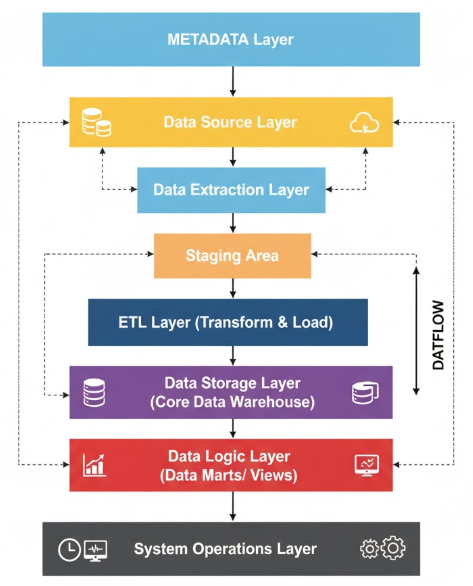 METADATA Layer
Data Source Layer
Data Extraction Layer
Staging Area
ETL Layer (Transform & Load)
DATFLOW
Data Storage Layer
(Core Data Warehouse)
Data Logic Layer
(Data Marts/ Views)
System Operations Layer